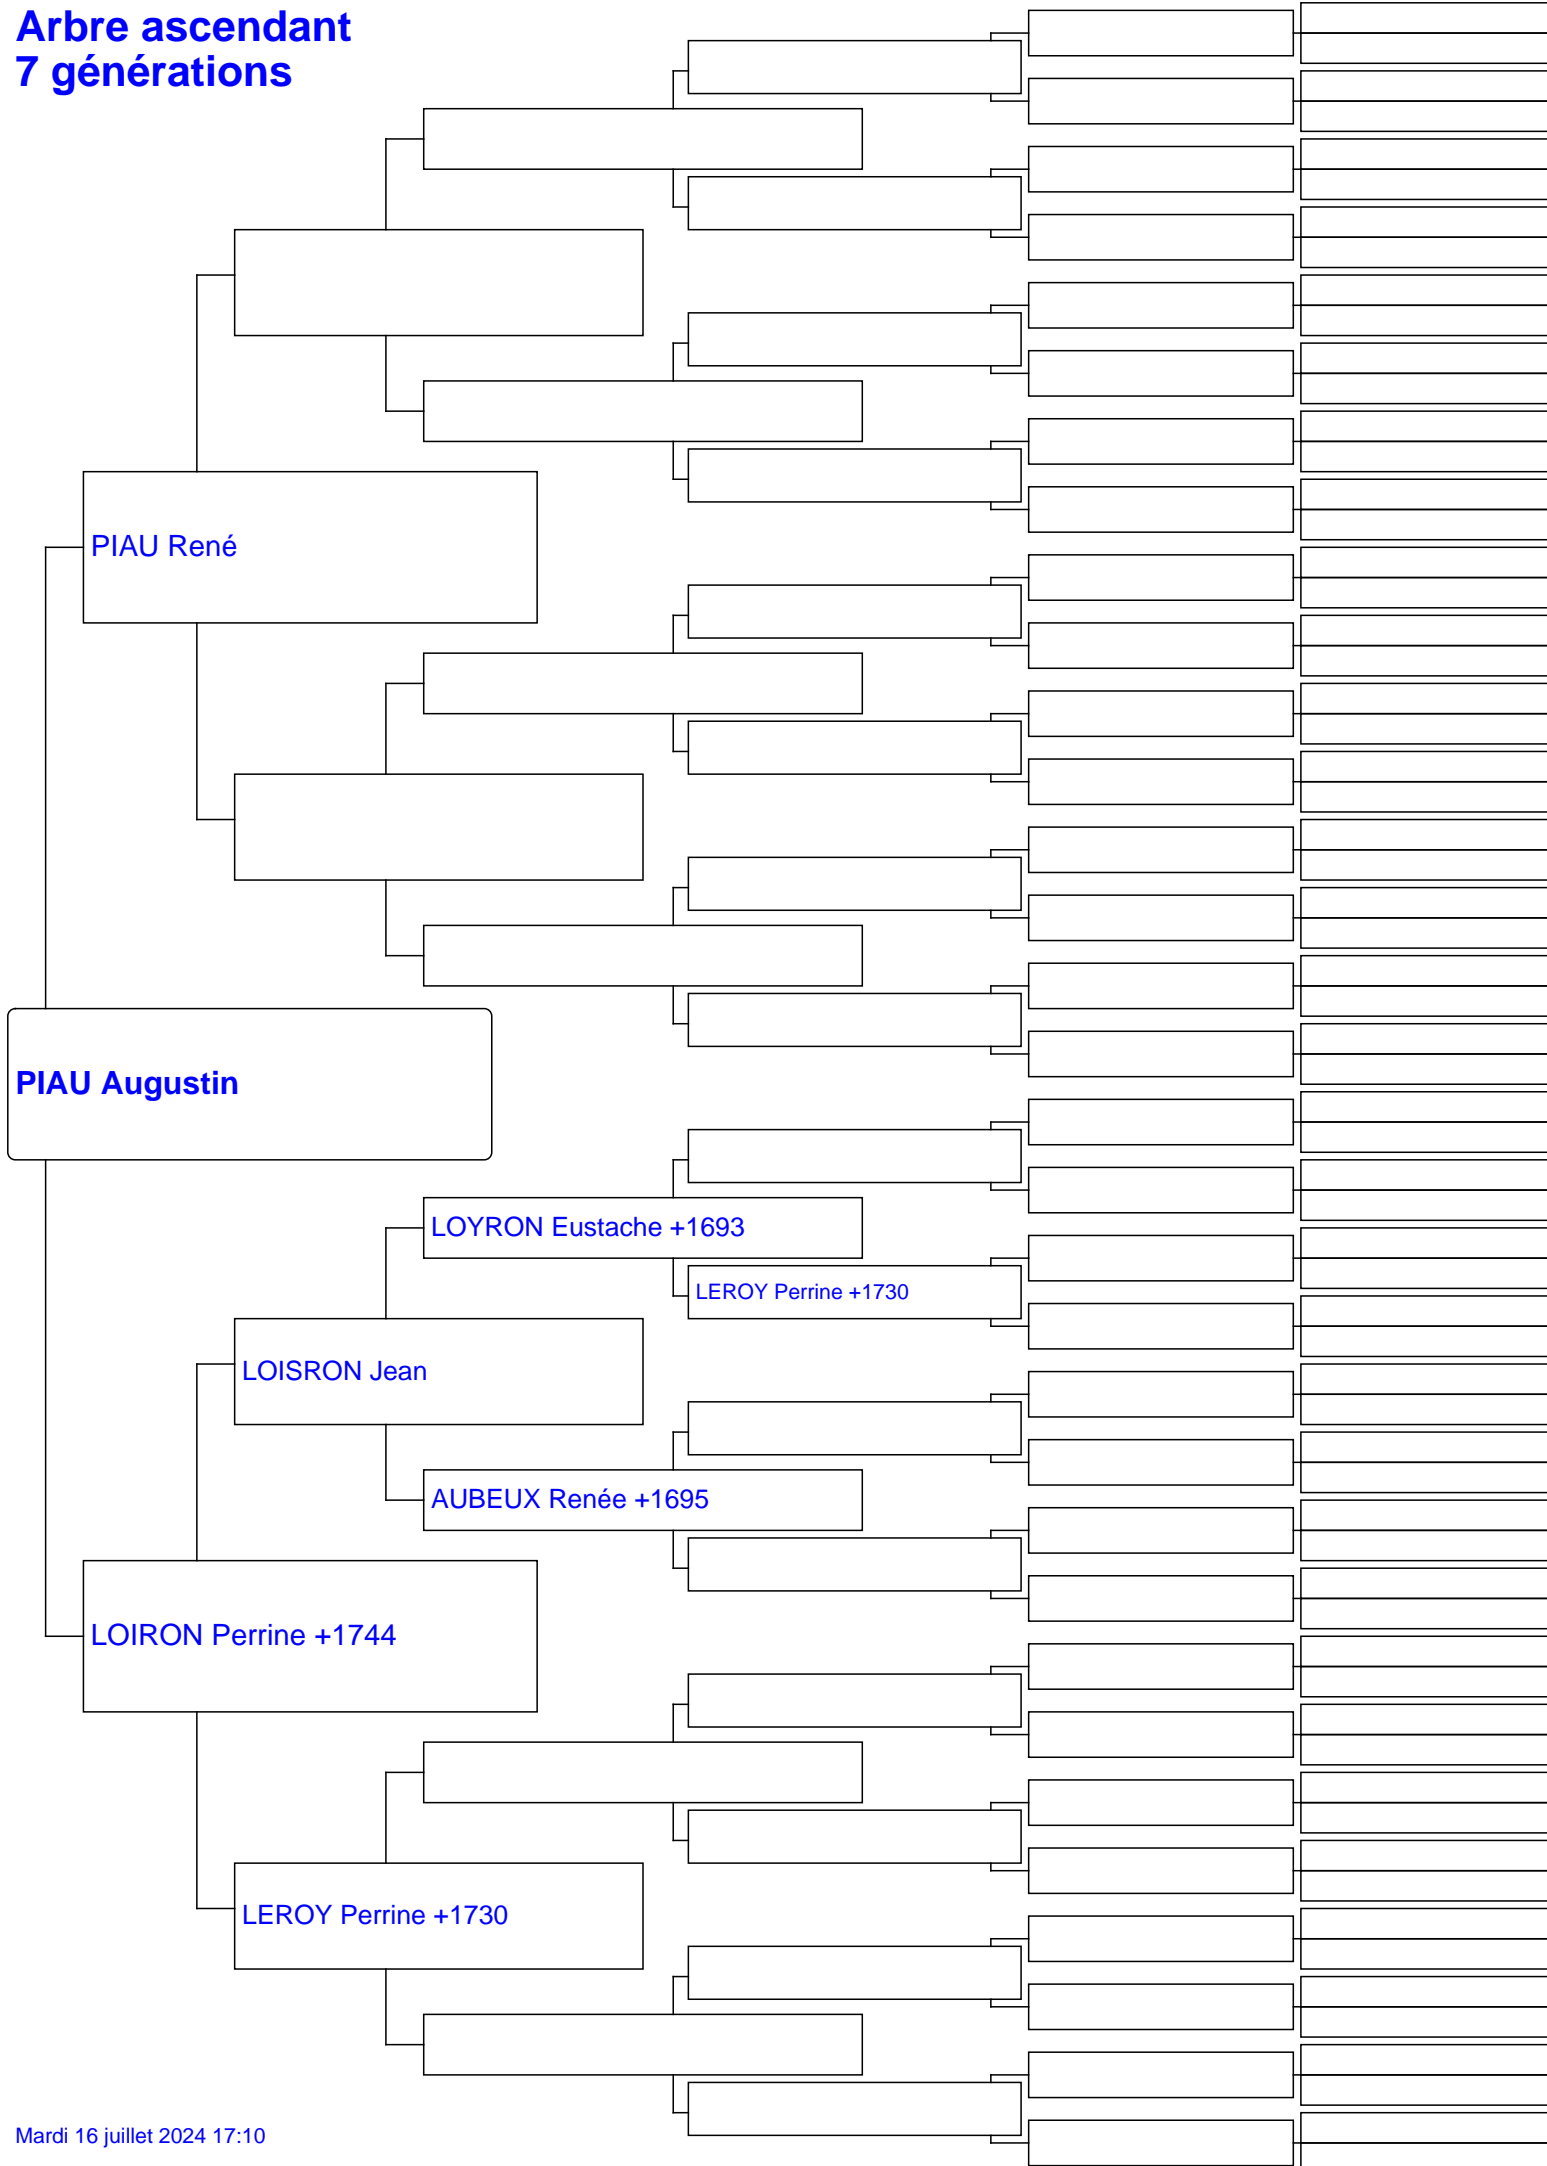 Arbre ascendant
7 générations
PIAU René
PIAU Augustin
LOYRON Eustache +1693
LEROY Perrine +1730
LOISRON Jean
AUBEUX Renée +1695
LOIRON Perrine +1744
LEROY Perrine +1730
Mardi 16 juillet 2024 17:10